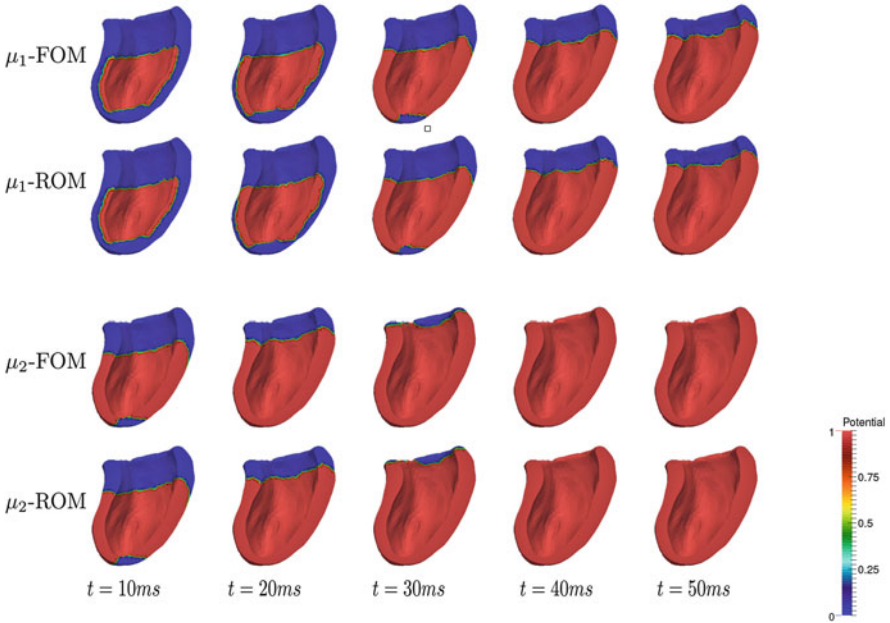 μ₁-FOM
μ₁-ROM
μ₂-FOM
μ₂-ROM
t = 10ms t = 20ms t = 30ms t = 40ms t = 50ms
Potential
1
0.75
0.5
0.25
0